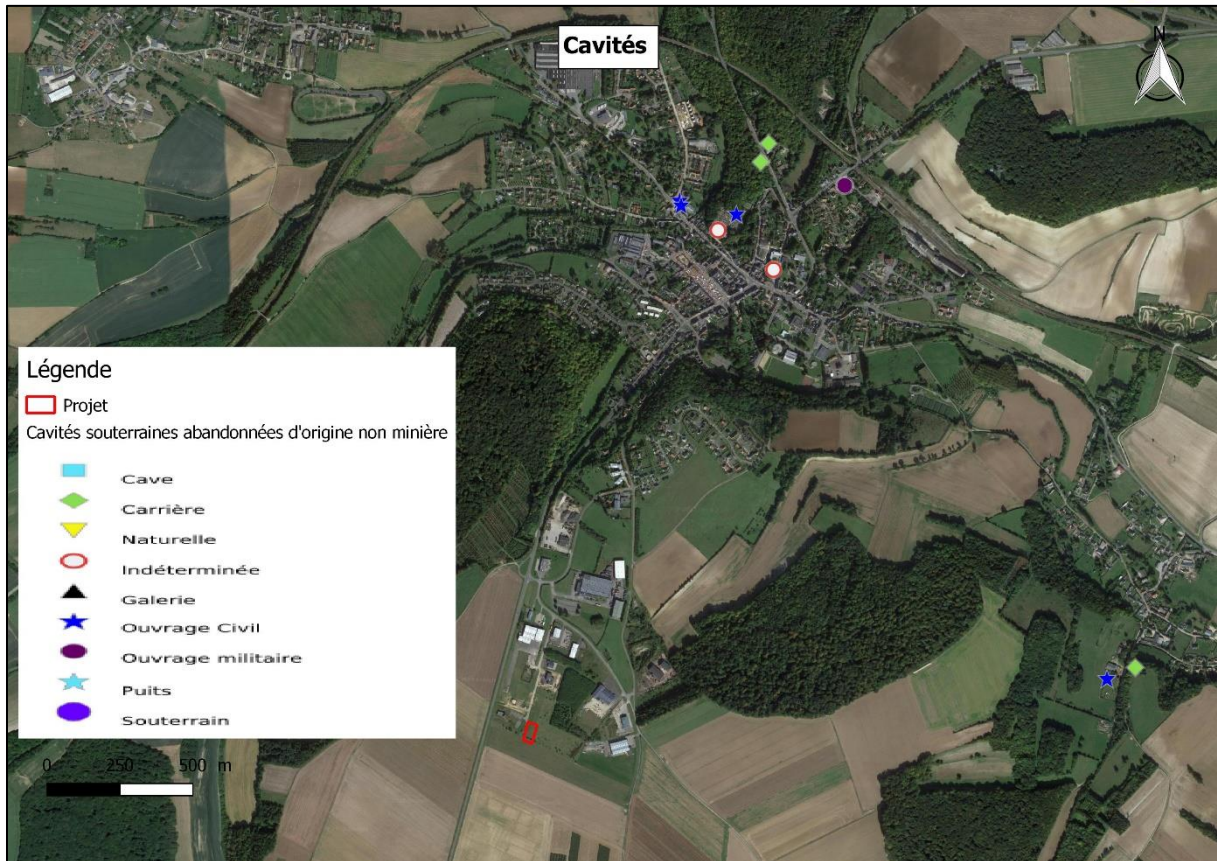 Cavités
N
Légende
Projet
Cavités souterraines abandonnées d'origine non minière
Cave
Carrière
Naturelle
Indéterminée
Galerie
Ouvrage Civil
Ouvrage militaire
Puits
Souterrain
0 250 500 m